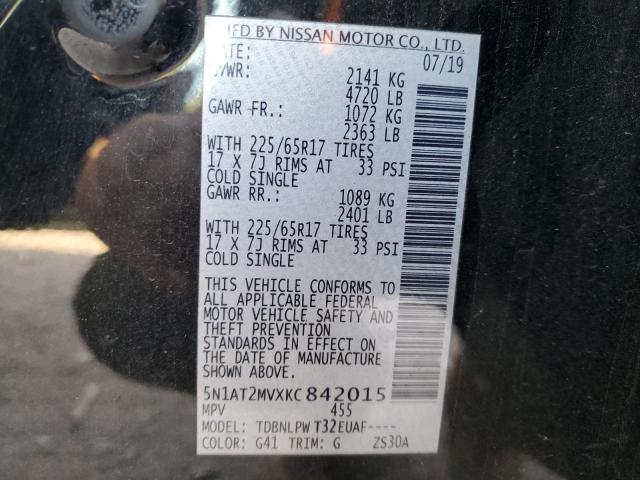 MFD BY NISSAN MOTOR CO., LTD.
DATE: 07/19
GVWR: 2141 KG
4720 LB
GAWR FR.: 1072 KG
2363 LB
WITH 225/65R17 TIRES
17 X 7J RIMS AT 33 PSI
COLD SINGLE
GAWR RR.: 1089 KG
2401 LB
WITH 225/65R17 TIRES
17 X 7J RIMS AT 33 PSI
COLD SINGLE
THIS VEHICLE CONFORMS TO
ALL APPLICABLE FEDERAL
MOTOR VEHICLE SAFETY AND
THEFT PREVENTION
STANDARDS IN EFFECT ON
THE DATE OF MANUFACTURE
SHOWN ABOVE.
5N1AT2MVXKC842015
MPV 455
MODEL: TDBNLPW T32EUAF----
COLOR: G41 TRIM: G ZS30A